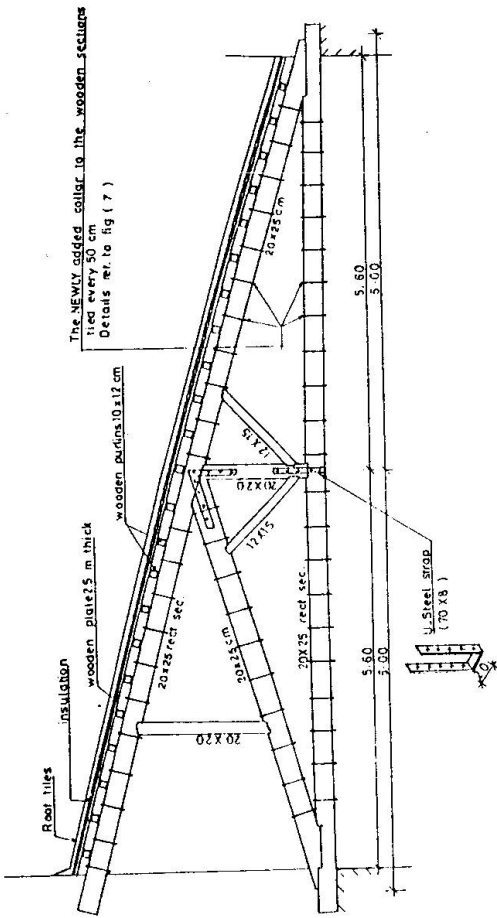 The NEWLY added collar to the wooden sections
tied every 50 cm
Details ref. to fig ( 7 )
wooden purlins 10 x 12 cm
wooden plate 2.5 m thick
insulation
Roof tiles
20 x 25 cm
20 x 25 rect sec.
20 x 25 cm
12 X 15
20 X 20
12 X 15
20 X 20
20 X 25 rect sec.
5.60
5.00
5.60
5.00
U-Steel strap
(70 X 8)